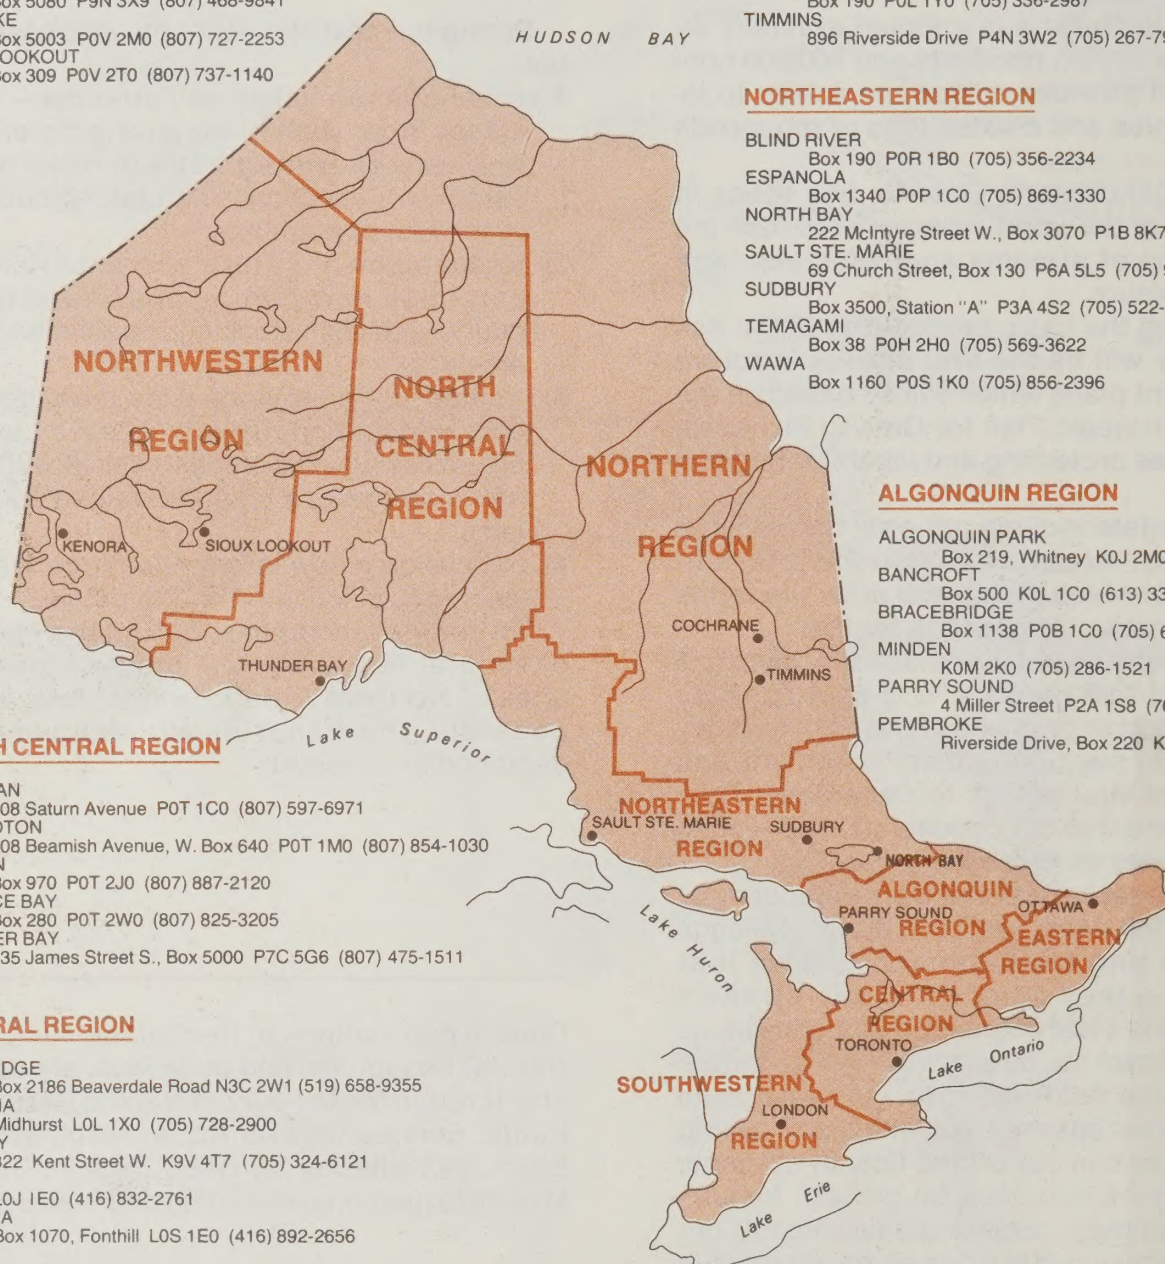 Box 5080 P9N 3X9 (807) 468-9841
KE
Box 5003 P0V 2M0 (807) 727-2253
OOKOUT
Box 309 P0V 2T0 (807) 737-1140
HUDSON BAY
Box 190 P0L 1Y0 (705) 336-2987
TIMMINS
896 Riverside Drive P4N 3W2 (705) 267-79
NORTHEASTERN REGION
BLIND RIVER
Box 190 P0R 1B0 (705) 356-2234
ESPANOLA
Box 1340 P0P 1C0 (705) 869-1330
NORTH BAY
222 McIntyre Street W., Box 3070 P1B 8K7
SAULT STE. MARIE
69 Church Street, Box 130 P6A 5L5 (705)
SUDBURY
Box 3500, Station "A" P3A 4S2 (705) 522-
TEMAGAMI
Box 38 P0H 2H0 (705) 569-3622
WAWA
Box 1160 P0S 1K0 (705) 856-2396
ALGONQUIN REGION
ALGONQUIN PARK
Box 219, Whitney K0J 2M0
BANCROFT
Box 500 K0L 1C0 (613) 33
BRACEBRIDGE
Box 1138 P0B 1C0 (705) 6
MINDEN
K0M 2K0 (705) 286-1521
PARRY SOUND
4 Miller Street P2A 1S8 (70
PEMBROKE
Riverside Drive, Box 220 K
NORTHWESTERN
REGION
NORTH
CENTRAL
REGION
NORTHERN
REGION
KENORA
SIOUX LOOKOUT
COCHRANE
TIMMINS
THUNDER BAY
Lake Superior
H CENTRAL REGION
AN
08 Saturn Avenue P0T 1C0 (807) 597-6971
OTON
08 Beamish Avenue, W. Box 640 P0T 1M0 (807) 854-1030
N
Box 970 P0T 2J0 (807) 887-2120
CE BAY
Box 280 P0T 2W0 (807) 825-3205
ER BAY
35 James Street S., Box 5000 P7C 5G6 (807) 475-1511
RAL REGION
DGE
Box 2186 Beaverdale Road N3C 2W1 (519) 658-9355
IA
Midhurst L0L 1X0 (705) 728-2900
Y
322 Kent Street W. K9V 4T7 (705) 324-6121
L0J 1E0 (416) 832-2761
A
Box 1070, Fonthill L0S 1E0 (416) 892-2656
NORTHEASTERN
REGION
SAULT STE. MARIE
SUDBURY
NORTH BAY
ALGONQUIN
REGION
PARRY SOUND
OTTAWA
EASTERN
REGION
Lake Huron
CENTRAL
REGION
TORONTO
Lake Ontario
SOUTHWESTERN
REGION
LONDON
Lake Erie